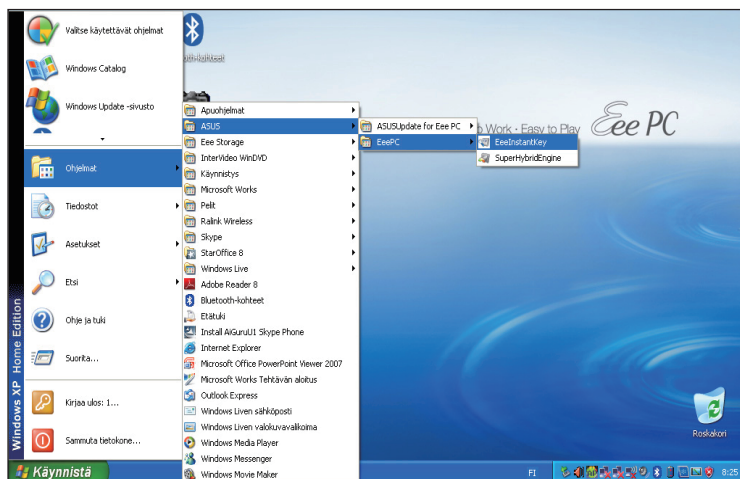 Valitse käytettävät ohjelmat
Windows Catalog
Windows Update -sivusto
Ohjelmat
Tiedostot
Asetukset
Etsi
Ohje ja tuki
Suorita...
Kirjaa ulos: 1...
Sammuta tietokone...
Windows XP Home Edition
Käynnistä
Apuohjelmat
ASUS
Eee Storage
InterVideo WinDVD
Käynnistys
Microsoft Works
Pelit
Ralink Wireless
Skype
StarOffice 8
Windows Live
Adobe Reader 8
Bluetooth-kohteet
Etätuki
Install AiGuruU1 Skype Phone
Internet Explorer
Microsoft Office PowerPoint Viewer 2007
Microsoft Works Tehtävän aloitus
Outlook Express
Windows Liven sähköposti
Windows Liven valokuvavalikoima
Windows Media Player
Windows Messenger
Windows Movie Maker
ASUSUpdate for Eee PC
EeePC
EeeInstantKey
SuperHybridEngine
Work · Easy to Play
Eee PC
Roskakori
FI
8:25